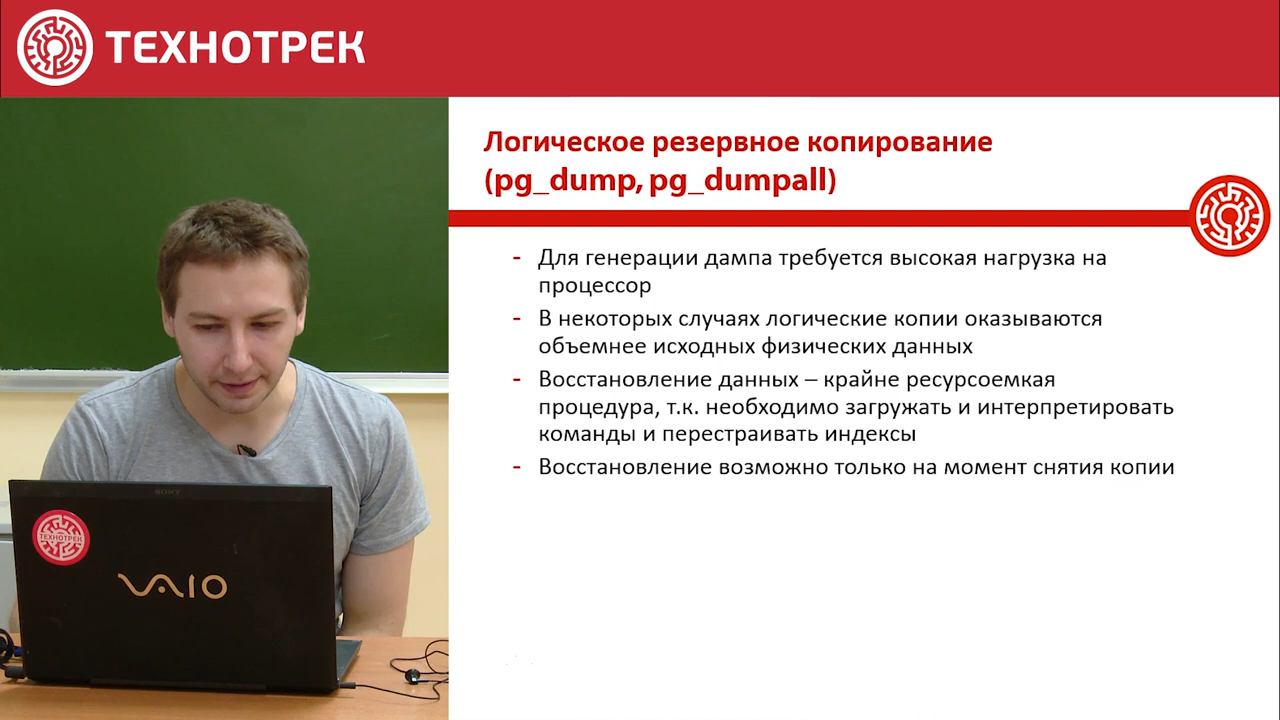 ТЕХНОТРЕК
Логическое резервное копирование
(pg_dump, pg_dumpall)
- Для генерации дампа требуется высокая нагрузка на
процессор
- В некоторых случаях логические копии оказываются
объемнее исходных физических данных
- Восстановление данных – крайне ресурсоемкая
процедура, т.к. необходимо загружать и интерпретировать
команды и перестраивать индексы
- Восстановление возможно только на момент снятия копии
SONY
ТЕХНОТРЕК
VAIO